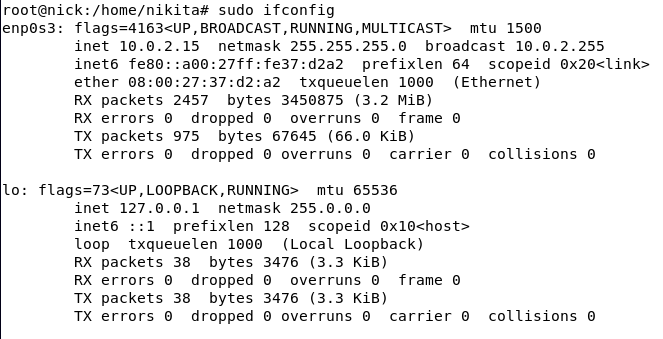 root@nick:/home/nikita# sudo ifconfig
enp0s3: flags=4163<UP,BROADCAST,RUNNING,MULTICAST>  mtu 1500
        inet 10.0.2.15  netmask 255.255.255.0  broadcast 10.0.2.255
        inet6 fe80::a00:27ff:fe37:d2a2  prefixlen 64  scopeid 0x20<link>
        ether 08:00:27:37:d2:a2  txqueuelen 1000  (Ethernet)
        RX packets 2457  bytes 3450875 (3.2 MiB)
        RX errors 0  dropped 0  overruns 0  frame 0
        TX packets 975  bytes 67645 (66.0 KiB)
        TX errors 0  dropped 0 overruns 0  carrier 0  collisions 0

lo: flags=73<UP,LOOPBACK,RUNNING>  mtu 65536
        inet 127.0.0.1  netmask 255.0.0.0
        inet6 ::1  prefixlen 128  scopeid 0x10<host>
        loop  txqueuelen 1000  (Local Loopback)
        RX packets 38  bytes 3476 (3.3 KiB)
        RX errors 0  dropped 0  overruns 0  frame 0
        TX packets 38  bytes 3476 (3.3 KiB)
        TX errors 0  dropped 0 overruns 0  carrier 0  collisions 0